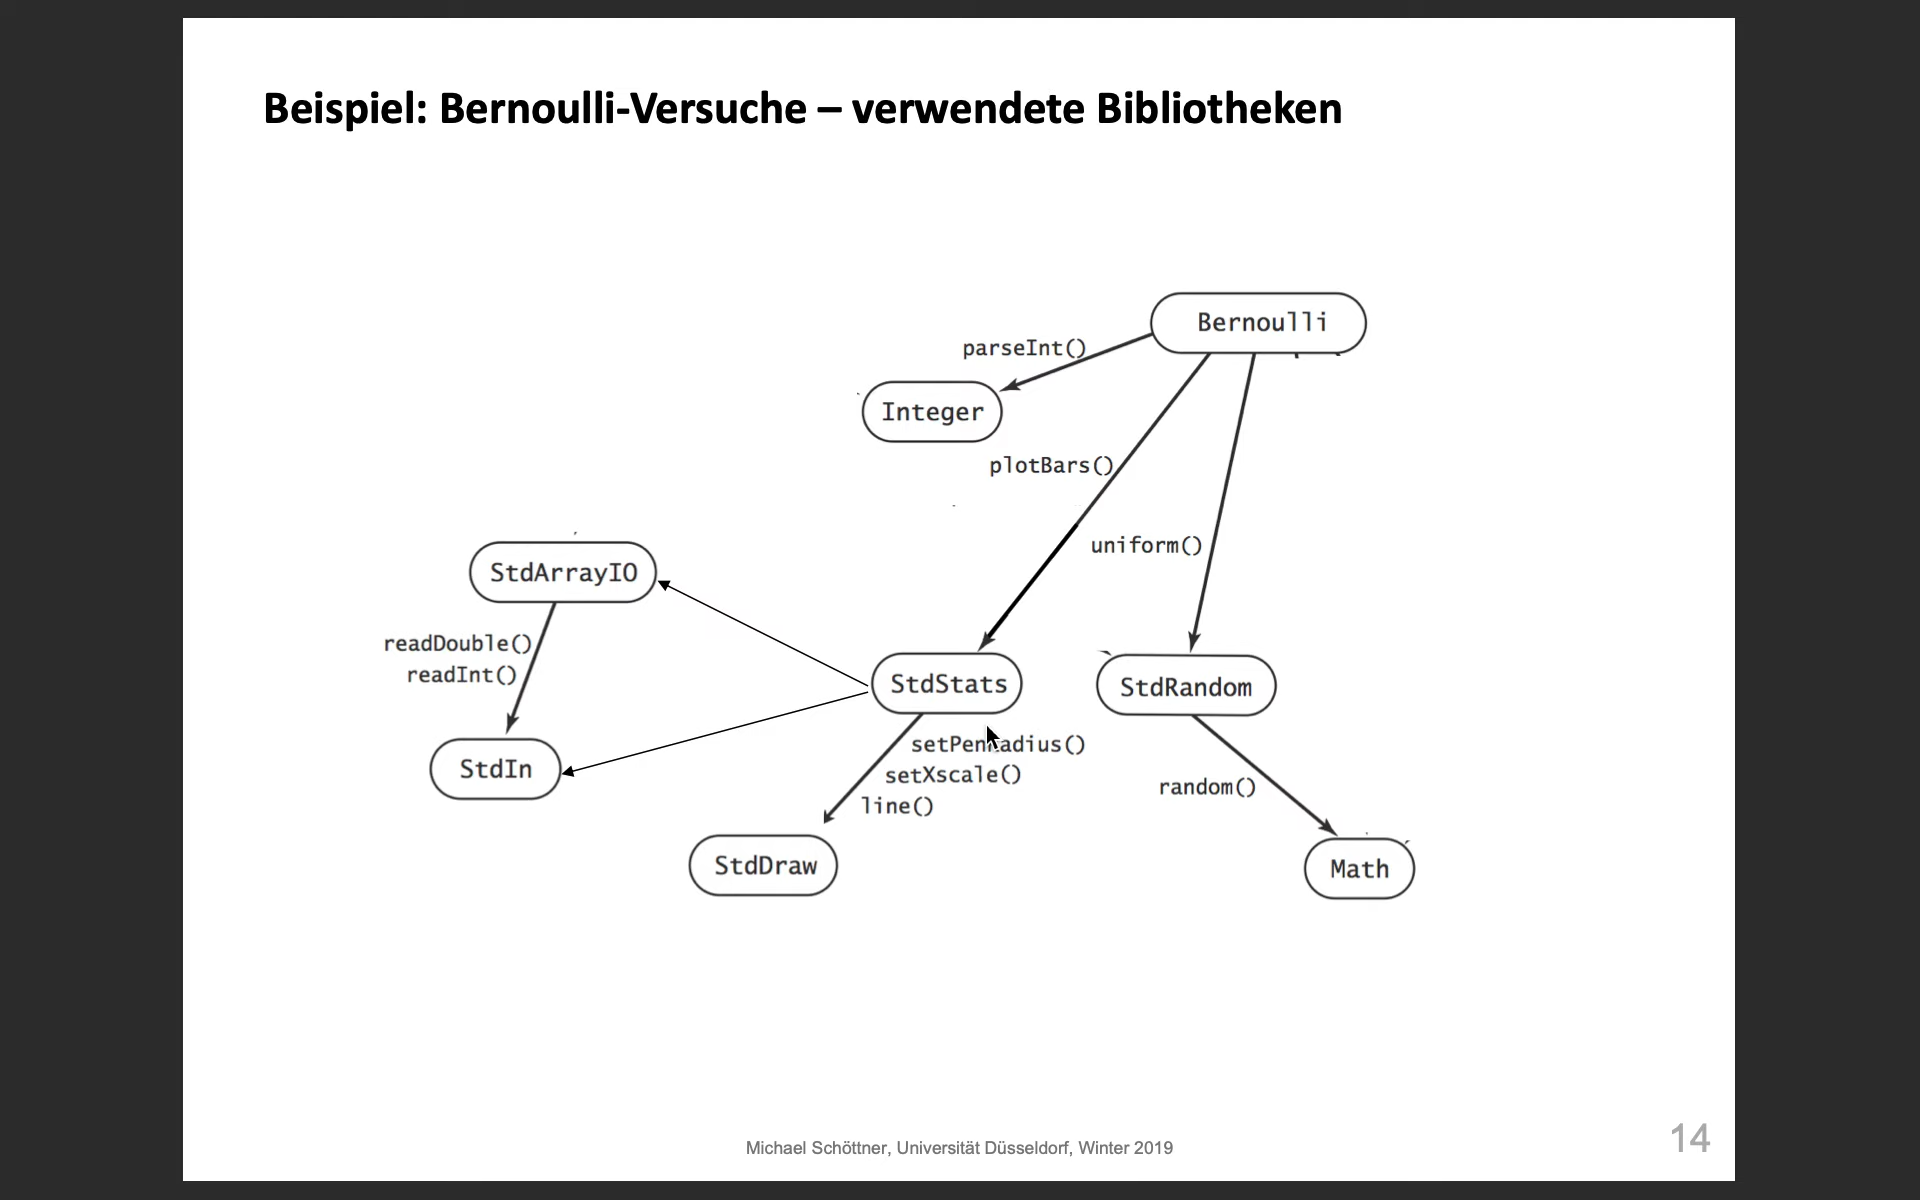 Beispiel: Bernoulli-Versuche – verwendete Bibliotheken
Bernoulli
parseInt()
Integer
plotBars()
uniform()
StdArrayIO
readDouble()
readInt()
StdStats
StdRandom
setPenRadius()
StdIn
setXscale()
random()
line()
StdDraw
Math
Michael Schöttner, Universität Düsseldorf, Winter 2019
14